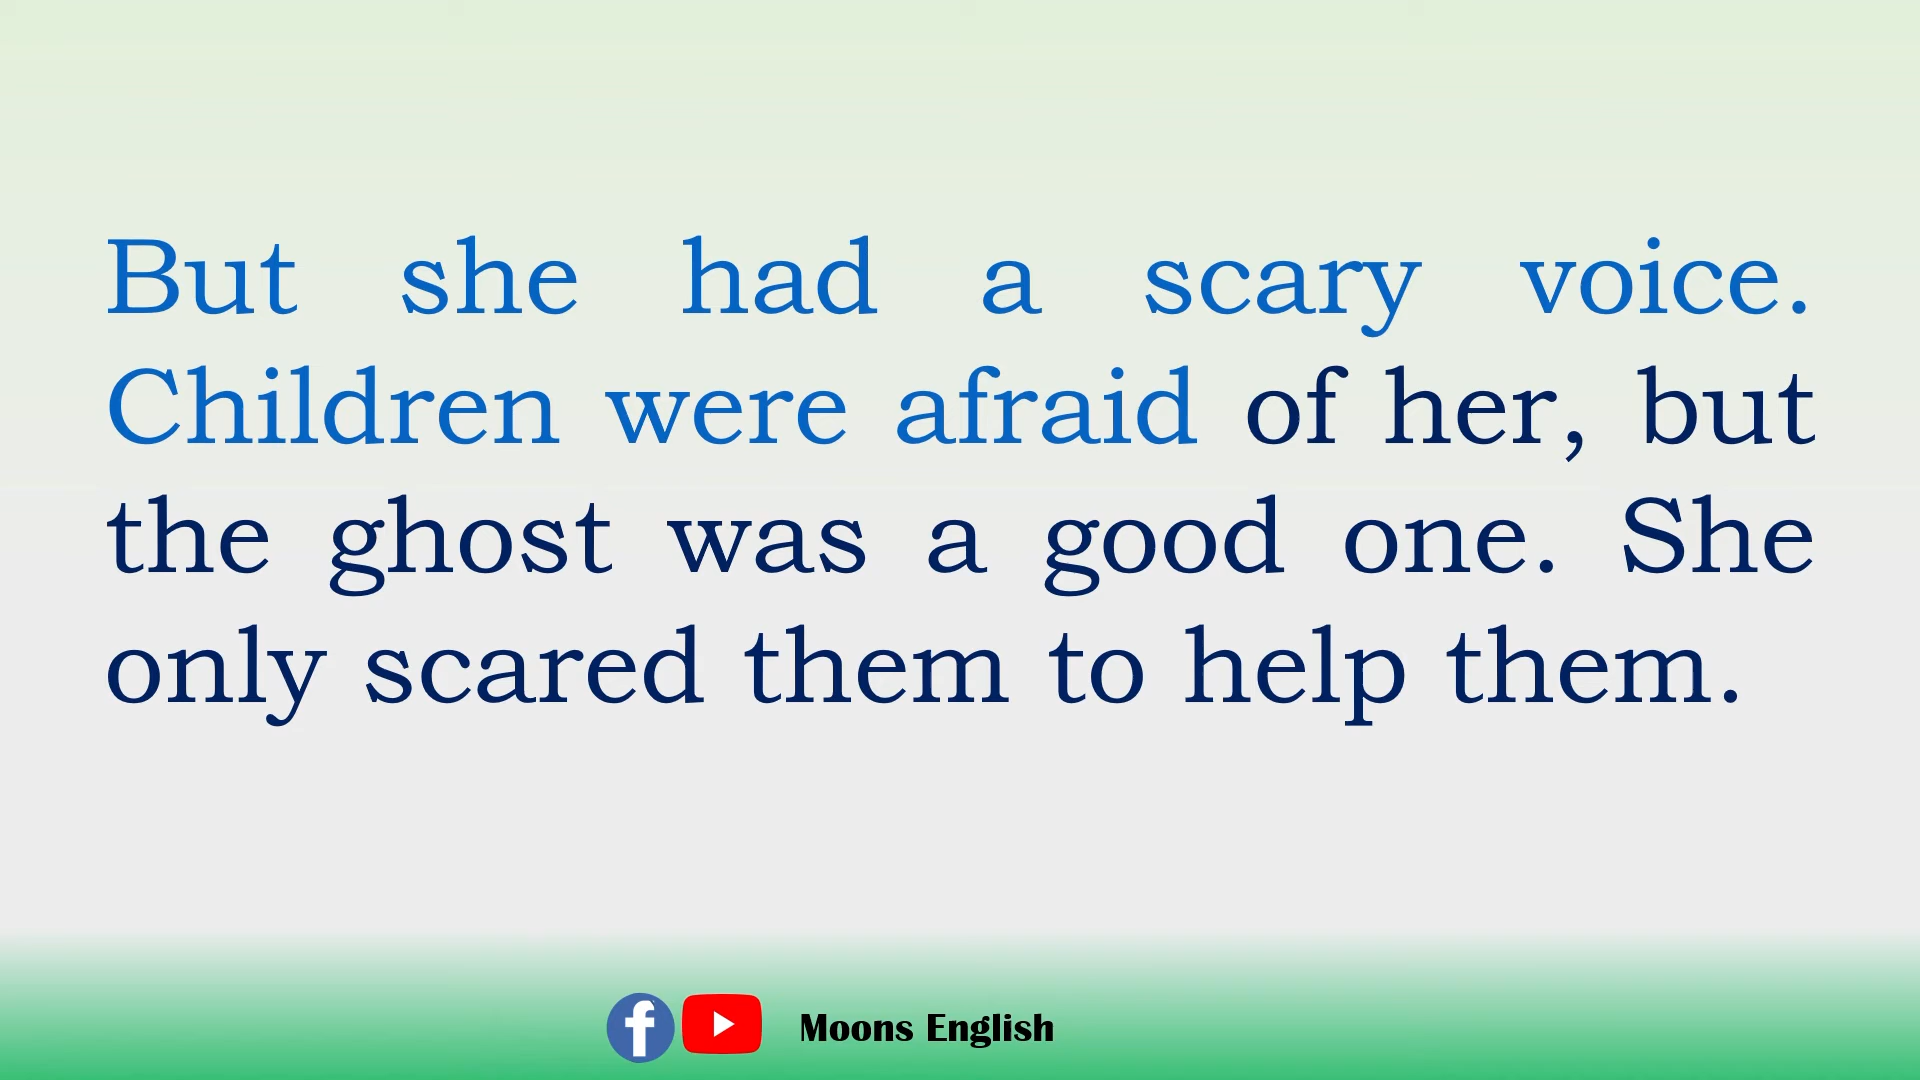 But she had a scary voice.
Children were afraid of her, but
the ghost was a good one. She
only scared them to help them.
Moons English